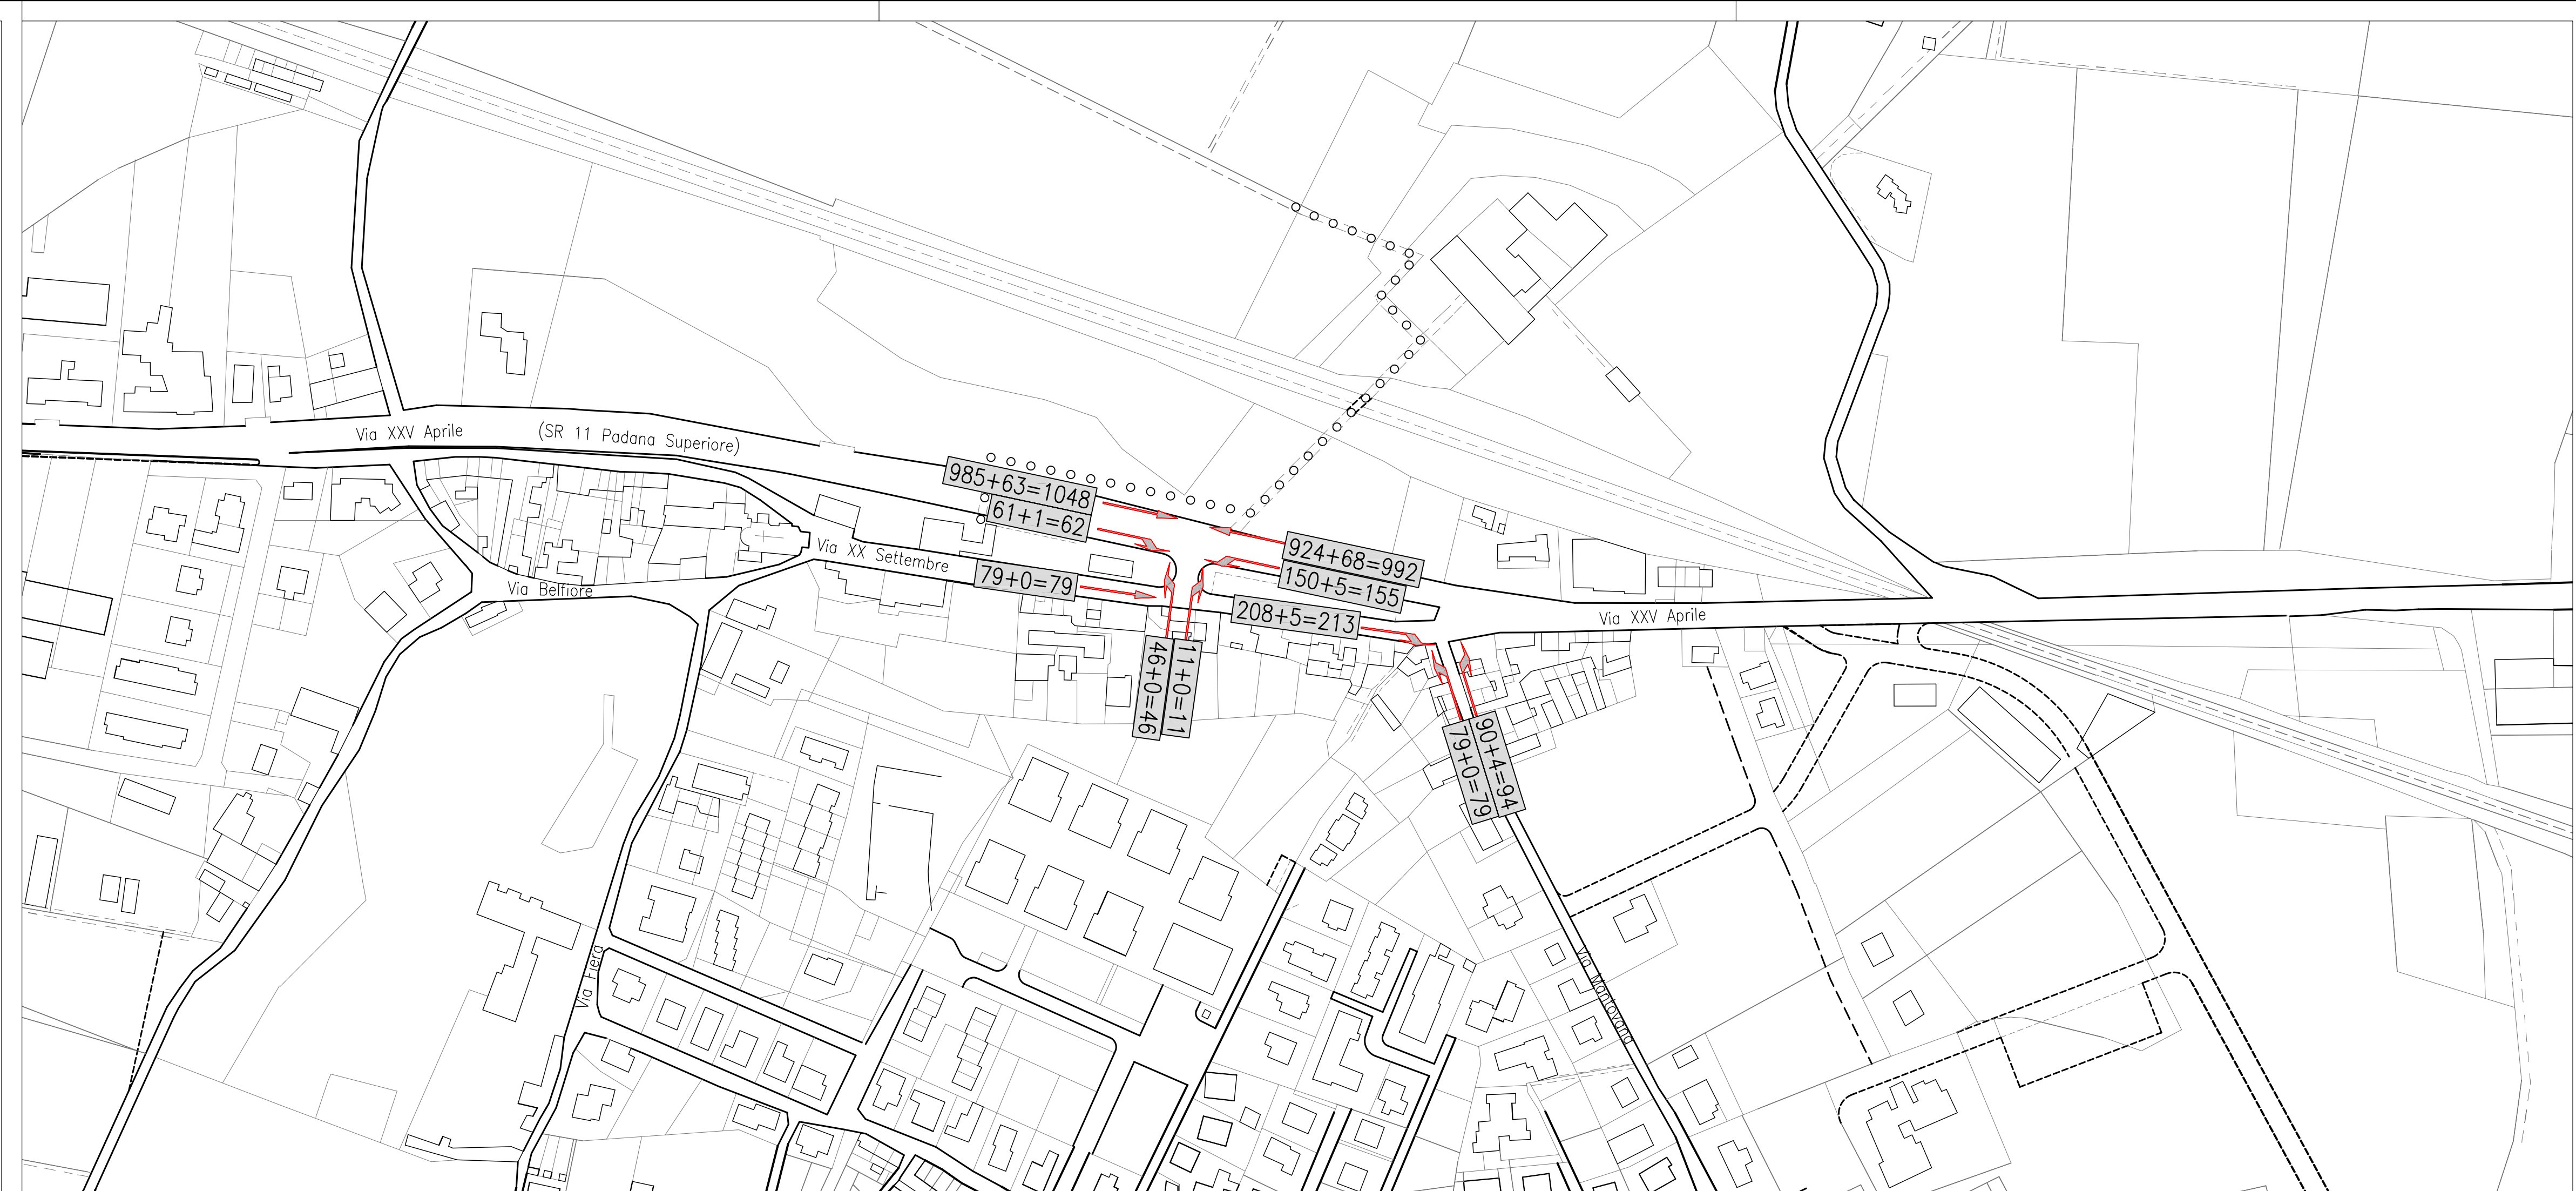 Via XXV Aprile (SR 11 Padana Superiore)
985+63=1048
61+1=62
924+68=992
150+5=155
Via XX Settembre
79+0=79
Via Belfiore
208+5=213
Via XXV Aprile
46+0=46
11+0=11
79+0=79
90+4=94
Via Fiera
Via Mantovana